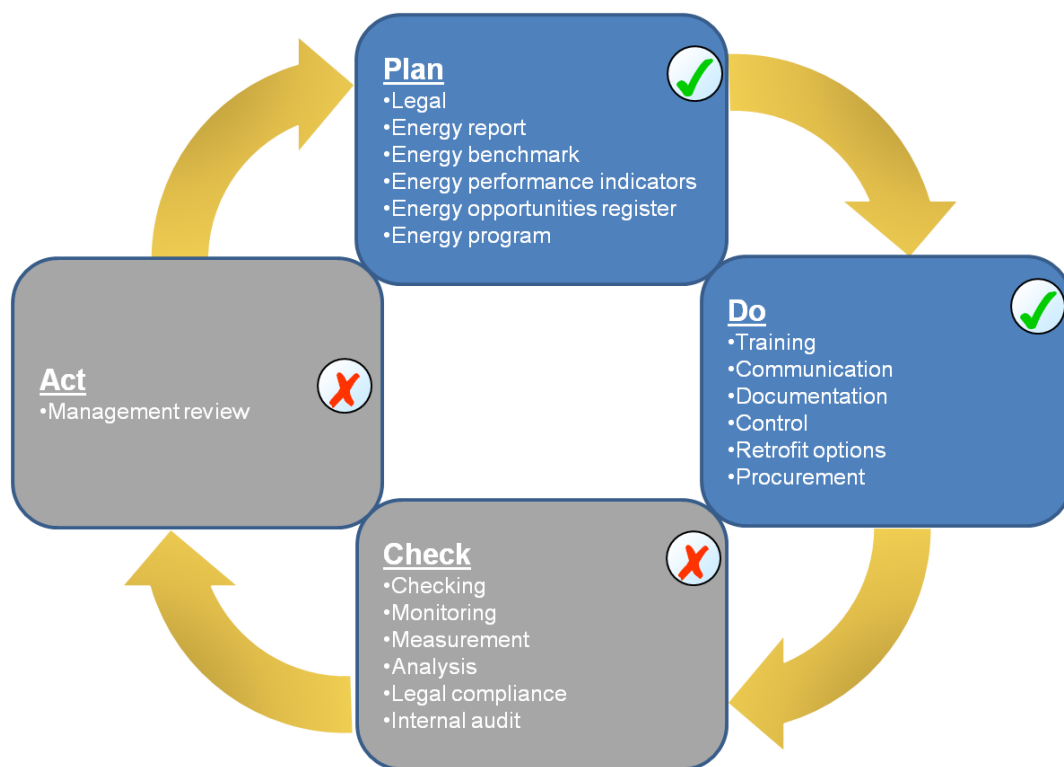 Plan
•Legal
•Energy report
•Energy benchmark
•Energy performance indicators
•Energy opportunities register
•Energy program
Do
•Training
•Communication
•Documentation
•Control
•Retrofit options
•Procurement
Check
•Checking
•Monitoring
•Measurement
•Analysis
•Legal compliance
•Internal audit
Act
•Management review